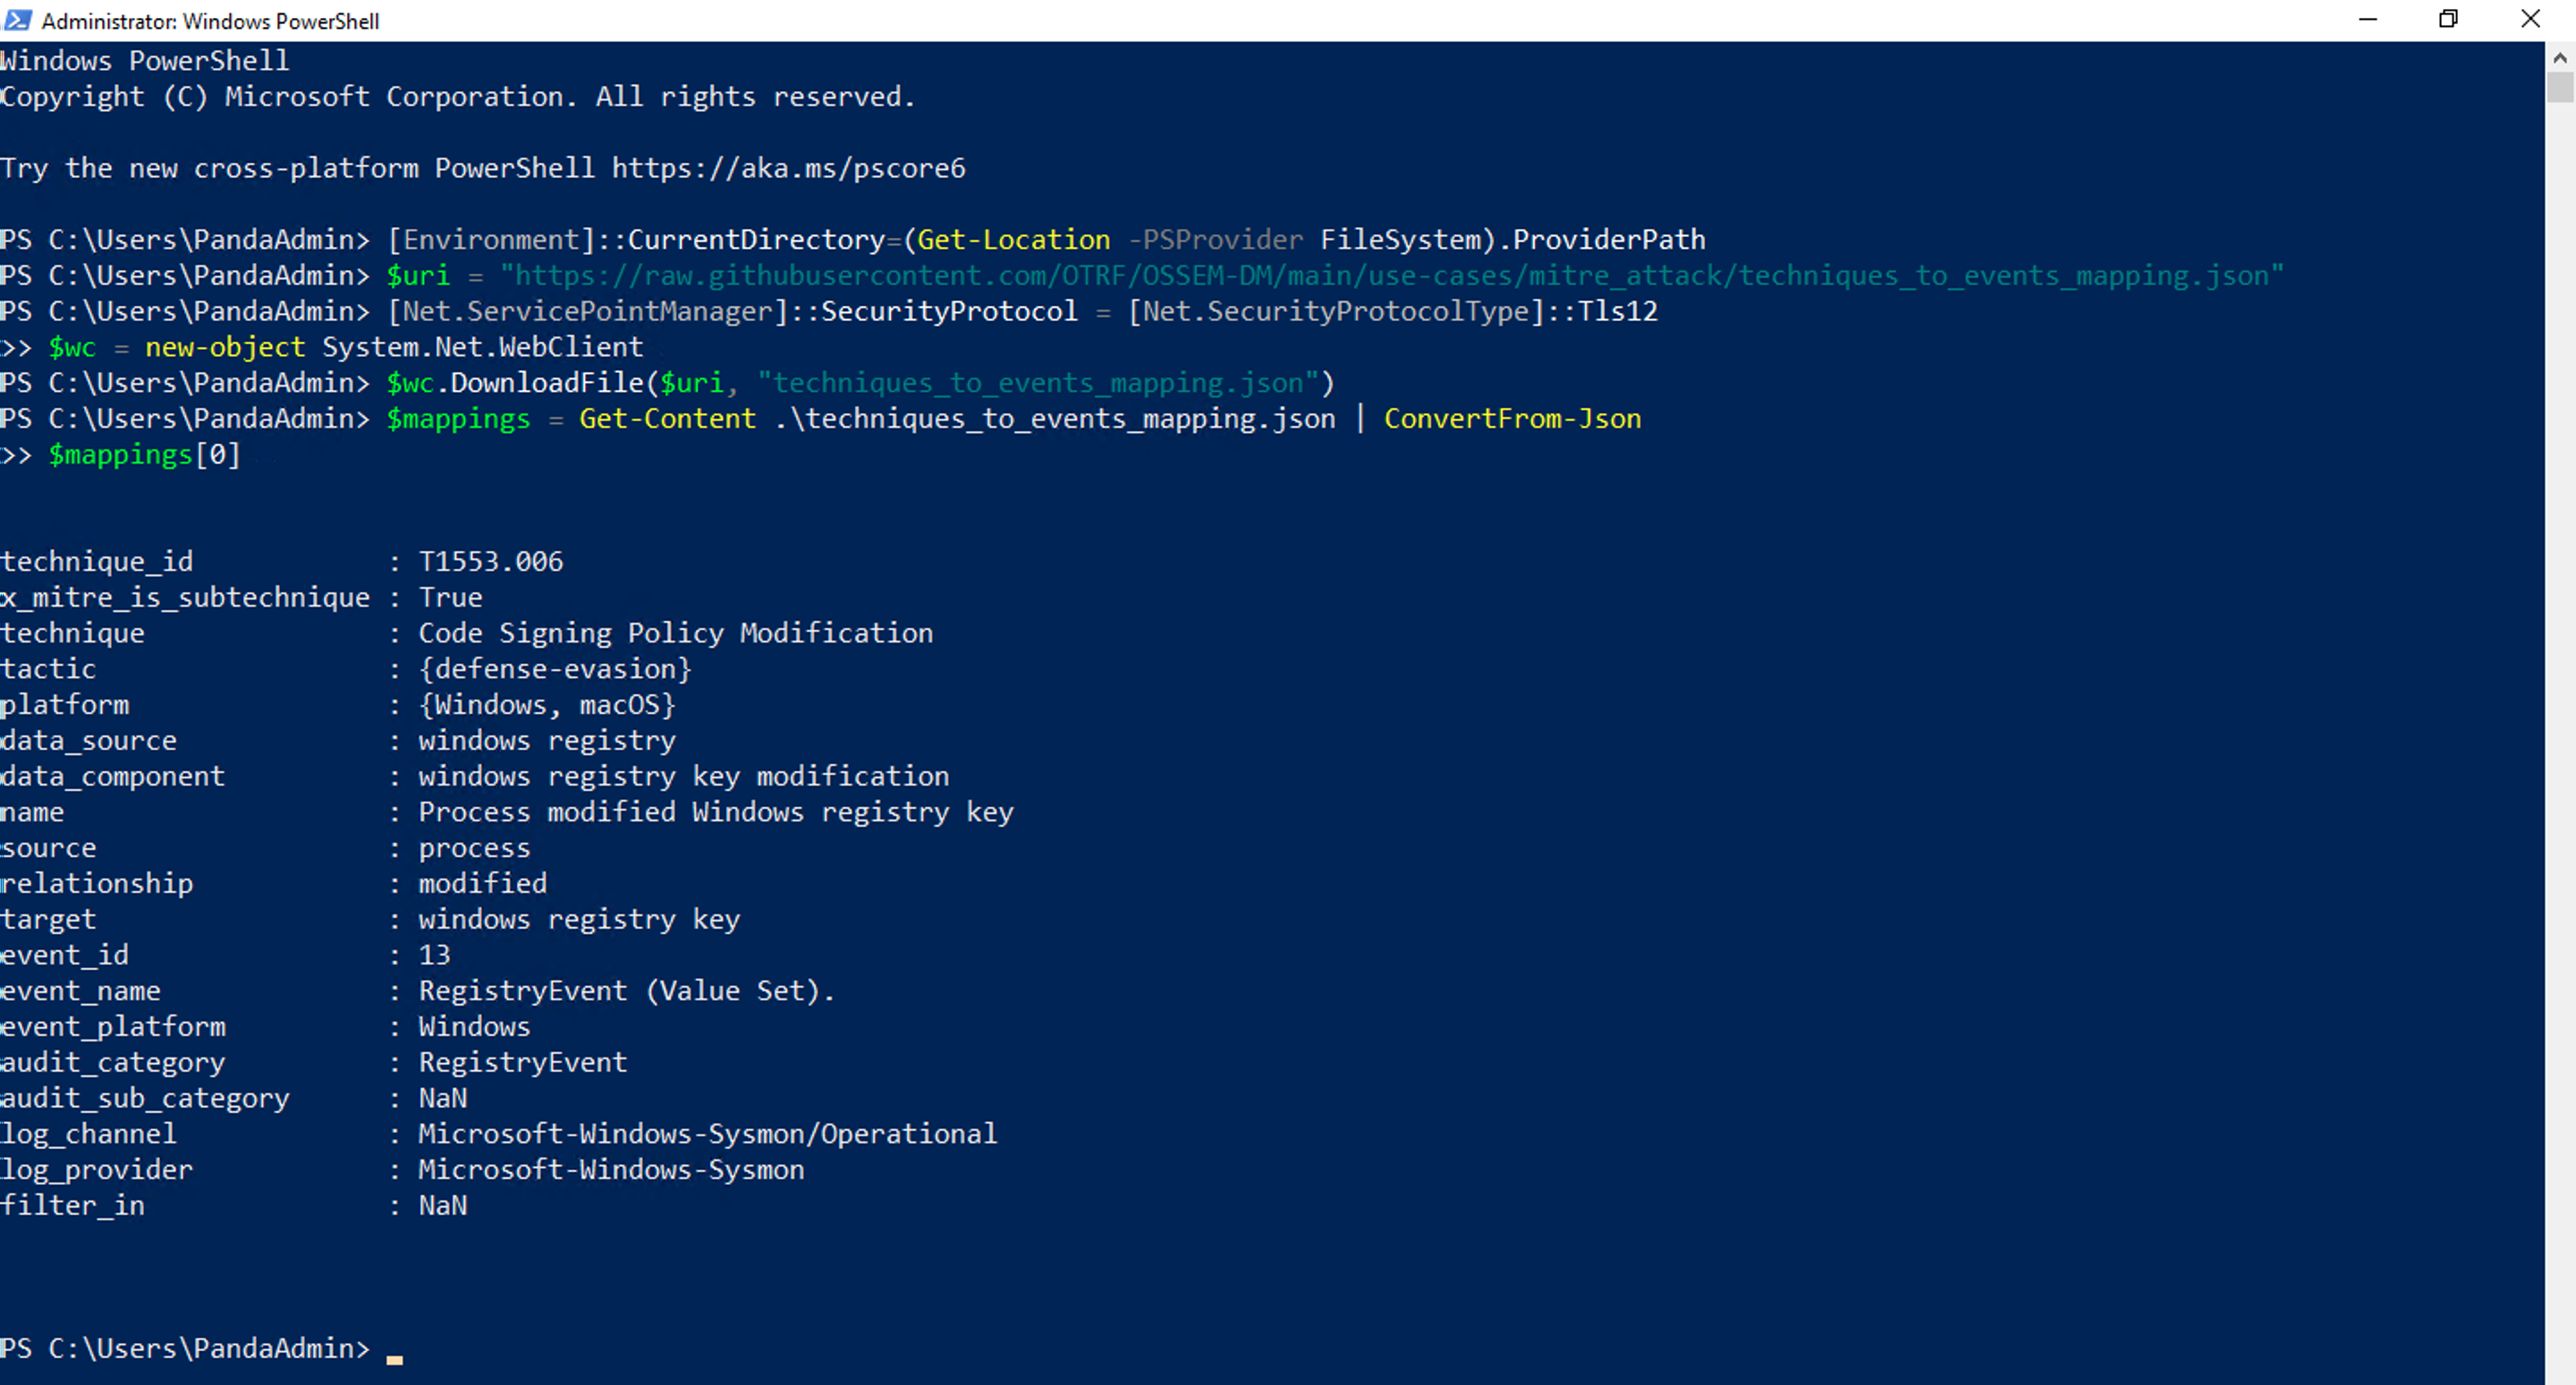 Administrator: Windows PowerShell
Windows PowerShell
Copyright (C) Microsoft Corporation. All rights reserved.
Try the new cross-platform PowerShell https://aka.ms/pscore6
PS C:\Users\PandaAdmin> [Environment]::CurrentDirectory=(Get-Location -PSProvider FileSystem).ProviderPath
PS C:\Users\PandaAdmin> $uri = "https://raw.githubusercontent.com/OTRF/OSSEM-DM/main/use-cases/mitre_attack/techniques_to_events_mapping.json"
PS C:\Users\PandaAdmin> [Net.ServicePointManager]::SecurityProtocol = [Net.SecurityProtocolType]::Tls12
>> $wc = new-object System.Net.WebClient
PS C:\Users\PandaAdmin> $wc.DownloadFile($uri, "techniques_to_events_mapping.json")
PS C:\Users\PandaAdmin> $mappings = Get-Content .\techniques_to_events_mapping.json | ConvertFrom-Json
>> $mappings[0]
technique_id : T1553.006
x_mitre_is_subtechnique : True
technique : Code Signing Policy Modification
tactic : {defense-evasion}
platform : {Windows, macOS}
data_source : windows registry
data_component : windows registry key modification
name : Process modified Windows registry key
source : process
relationship : modified
target : windows registry key
event_id : 13
event_name : RegistryEvent (Value Set).
event_platform : Windows
audit_category : RegistryEvent
audit_sub_category : NaN
log_channel : Microsoft-Windows-Sysmon/Operational
log_provider : Microsoft-Windows-Sysmon
filter_in : NaN
PS C:\Users\PandaAdmin>